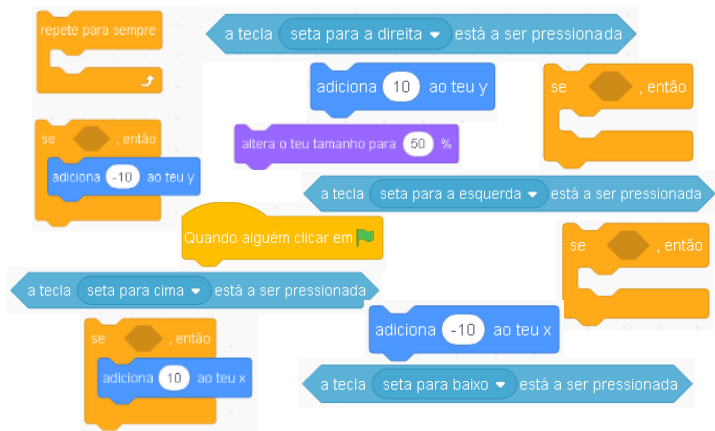 repete para sempre
a tecla seta para a direita está a ser pressionada
adiciona 10 ao teu y
se , então
se , então
adiciona -10 ao teu y
altera o teu tamanho para 50 %
a tecla seta para a esquerda está a ser pressionada
Quando alguém clicar em
se , então
a tecla seta para cima está a ser pressionada
adiciona -10 ao teu x
se , então
adiciona 10 ao teu x
a tecla seta para baixo está a ser pressionada